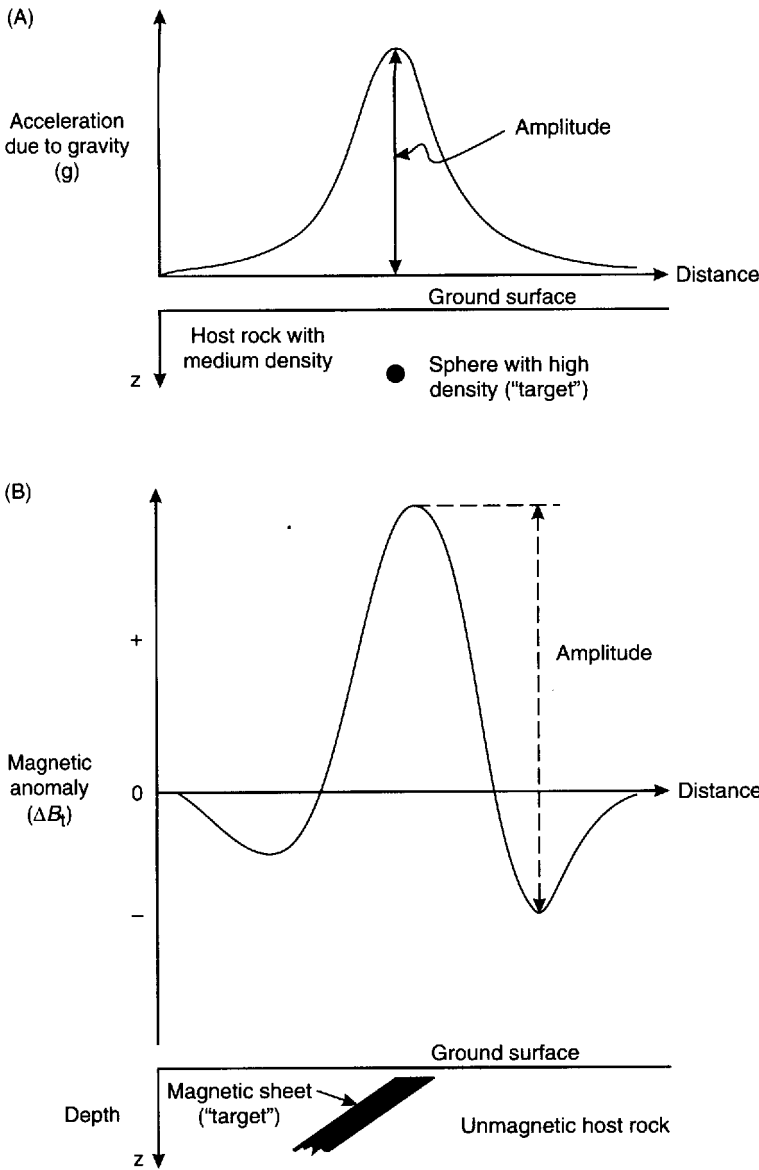 (A)
Acceleration
due to gravity
(g)
Amplitude
Distance
Ground surface
Host rock with
medium density
z
Sphere with high
density (“target”)
(B)
+
Amplitude
Magnetic
anomaly
(ΔBt)
0
Distance
−
Ground surface
Magnetic sheet
(“target”)
Depth
Unmagnetic host rock
z